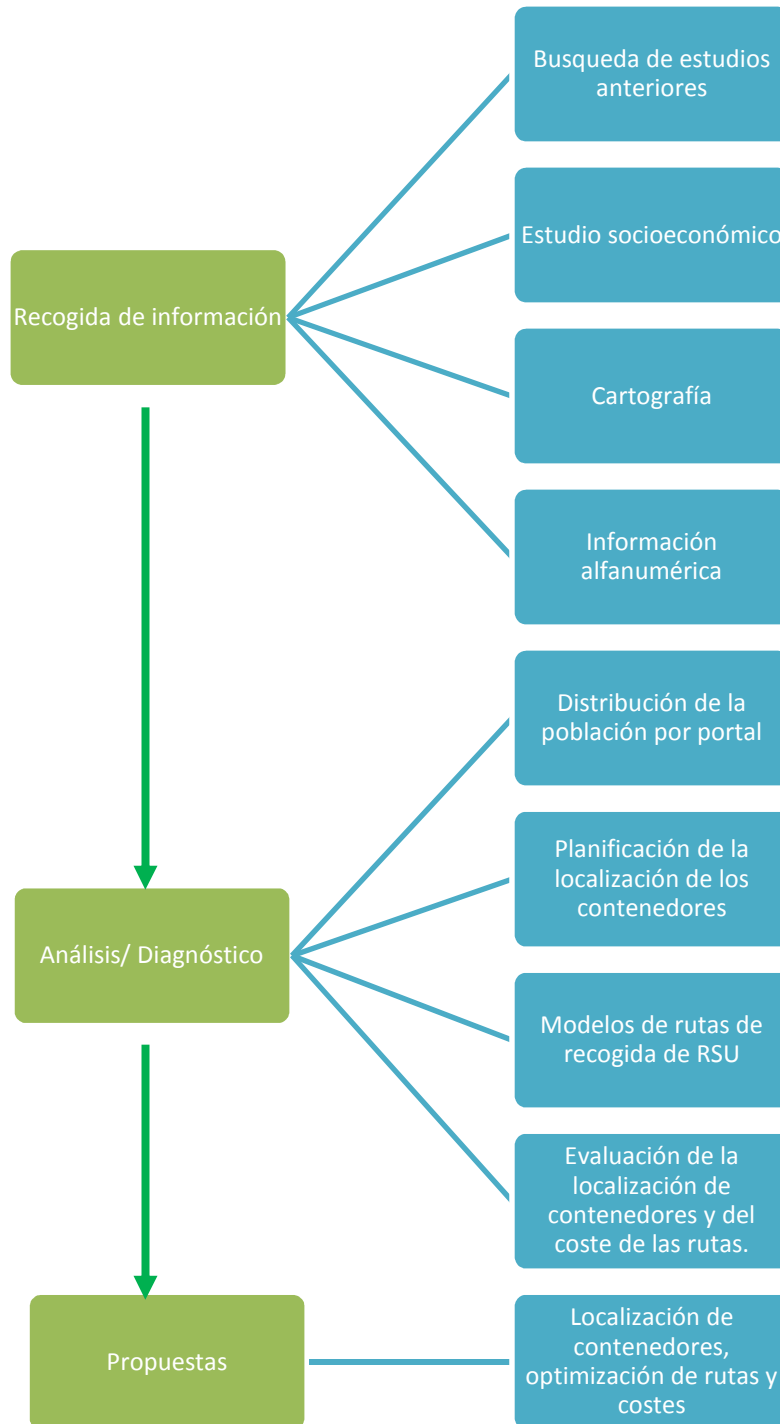 Busqueda de estudios
anteriores
Estudio socioeconómico
Recogida de información
Cartografía
Información
alfanumérica
Distribución de la
población por portal
Planificación de la
localización de los
contenedores
Análisis/ Diagnóstico
Modelos de rutas de
recogida de RSU
Evaluación de la
localización de
contenedores y del
coste de las rutas.
Propuestas
Localización de
contenedores,
optimización de rutas y
costes